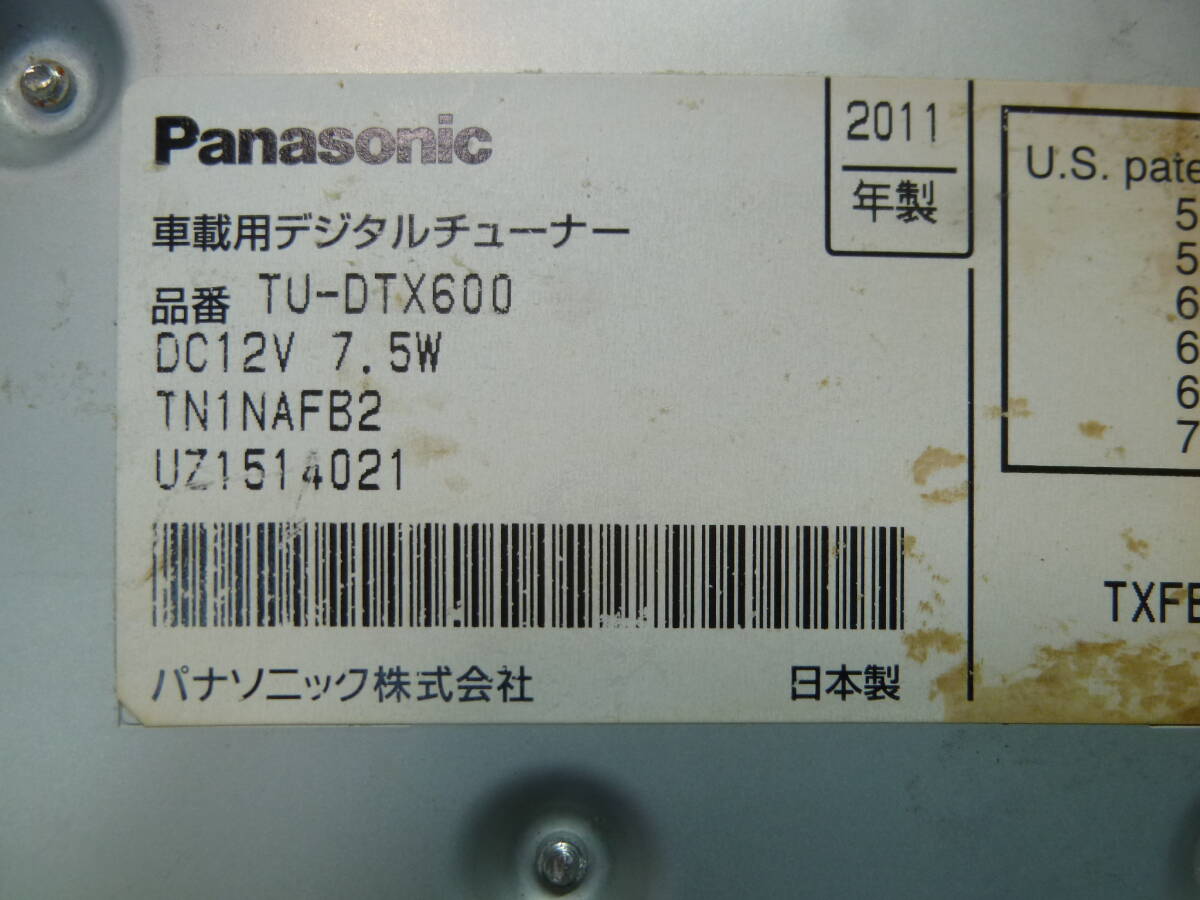 Panasonic
車載用デジタルチューナー
品番 TU-DTX600
DC12V 7.5W
TN1NAFB2
UZ1514021
パナソニック株式会社 日本製
2011
年製
U.S. pate
5
5
6
6
6
7
TXFE